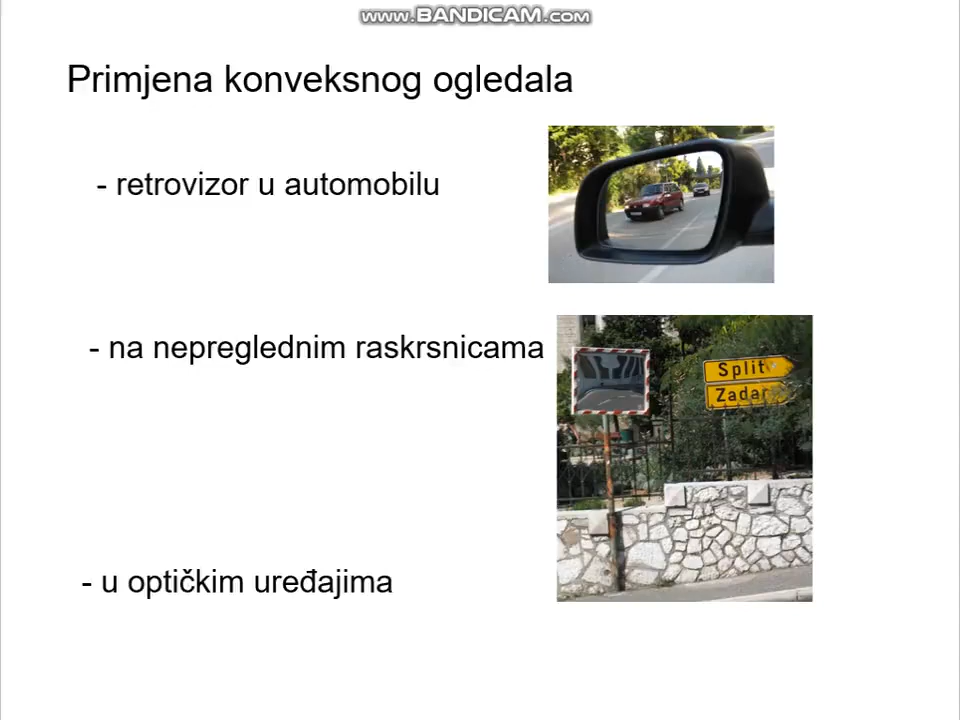 www.BANDICAM.com
Primjena konveksnog ogledala
- retrovizor u automobilu
- na nepreglednim raskrsnicama
Split
Zadar
- u optičkim uređajima